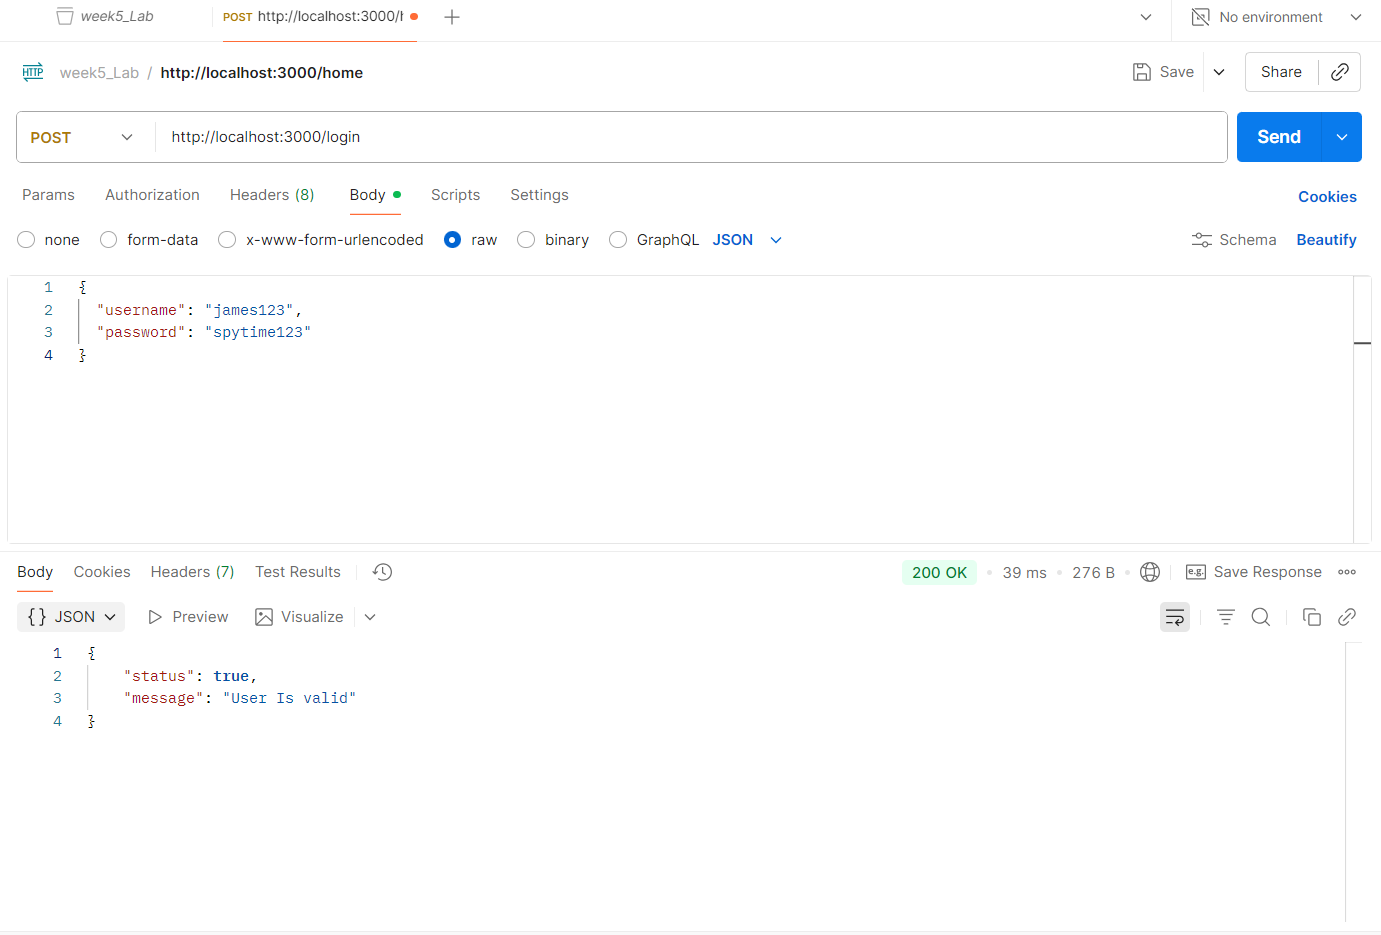 week5_Lab
POST http://localhost:3000/h
No environment
HTTP week5_Lab / http://localhost:3000/home
Save
Share
POST http://localhost:3000/login
Send
Params Authorization Headers (8) Body Scripts Settings
Cookies
none form-data x-www-form-urlencoded raw binary GraphQL JSON
Schema Beautify
1 {
2 "username": "james123",
3 "password": "spytime123"
4 }
Body Cookies Headers (7) Test Results
200 OK • 39 ms • 276 B •
e.g. Save Response
{} JSON Preview Visualize
1 {
2 "status": true,
3 "message": "User Is valid"
4 }